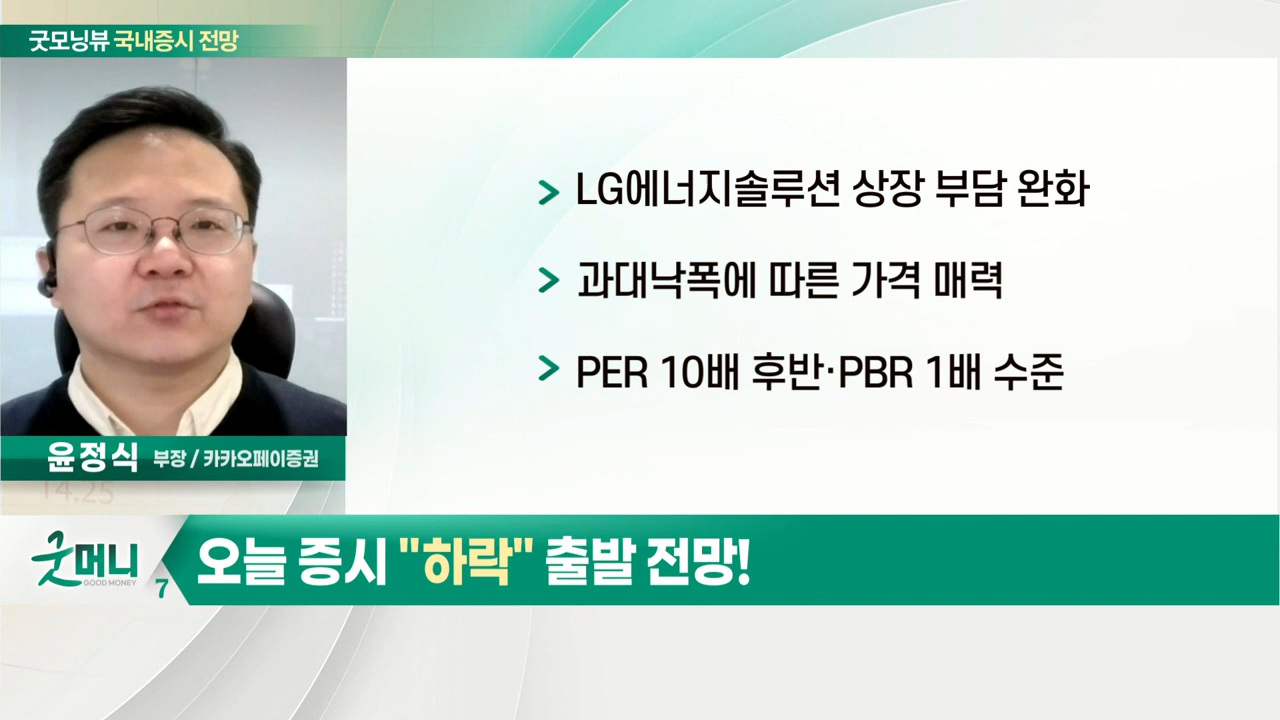 굿모닝뷰 국내증시 전망
LG에너지솔루션 상장 부담 완화
과대낙폭에 따른 가격 매력
PER 10배 후반·PBR 1배 수준
윤정식 부장 / 카카오페이증권
14.25
굿머니
GOOD MONEY
7
오늘 증시 "하락" 출발 전망!